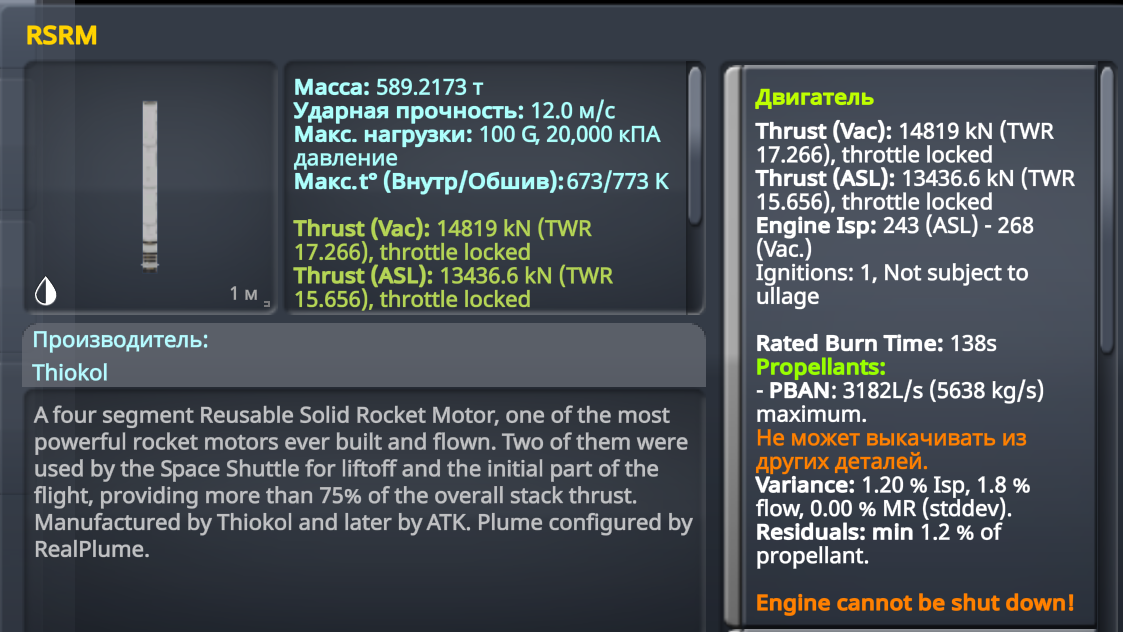 RSRM
1 м
Масса: 589.2173 т
Ударная прочность: 12.0 м/с
Макс. нагрузки: 100 G, 20,000 кПА
давление
Макс.t° (Внутр/Обшив):673/773 K
Thrust (Vac): 14819 kN (TWR
17.266), throttle locked
Thrust (ASL): 13436.6 kN (TWR
15.656), throttle locked
Производитель:
Thiokol
A four segment Reusable Solid Rocket Motor, one of the most
powerful rocket motors ever built and flown. Two of them were
used by the Space Shuttle for liftoff and the initial part of the
flight, providing more than 75% of the overall stack thrust.
Manufactured by Thiokol and later by ATK. Plume configured by
RealPlume.
Двигатель
Thrust (Vac): 14819 kN (TWR
17.266), throttle locked
Thrust (ASL): 13436.6 kN (TWR
15.656), throttle locked
Engine Isp: 243 (ASL) - 268
(Vac.)
Ignitions: 1, Not subject to
ullage
Rated Burn Time: 138s
Propellants:
- PBAN: 3182L/s (5638 kg/s)
maximum.
Не может выкачивать из
других деталей.
Variance: 1.20 % Isp, 1.8 %
flow, 0.00 % MR (stddev).
Residuals: min 1.2 % of
propellant.
Engine cannot be shut down!